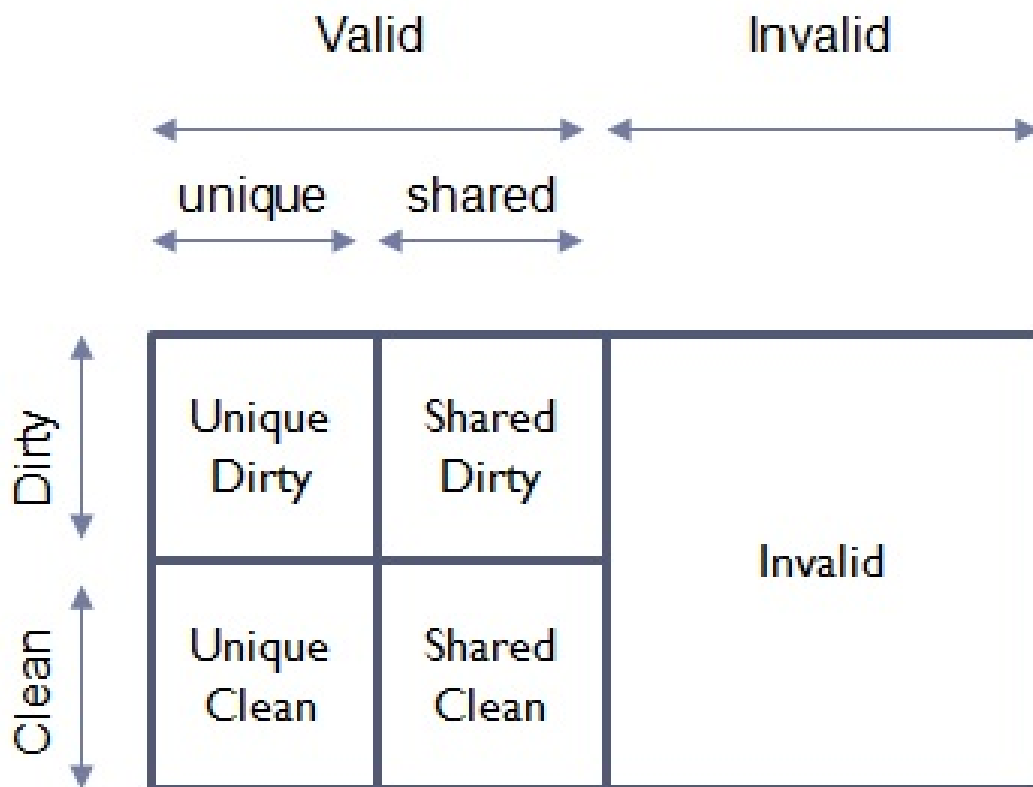 Valid
Invalid
unique
shared
Dirty
Unique
Dirty
Shared
Dirty
Invalid
Clean
Unique
Clean
Shared
Clean